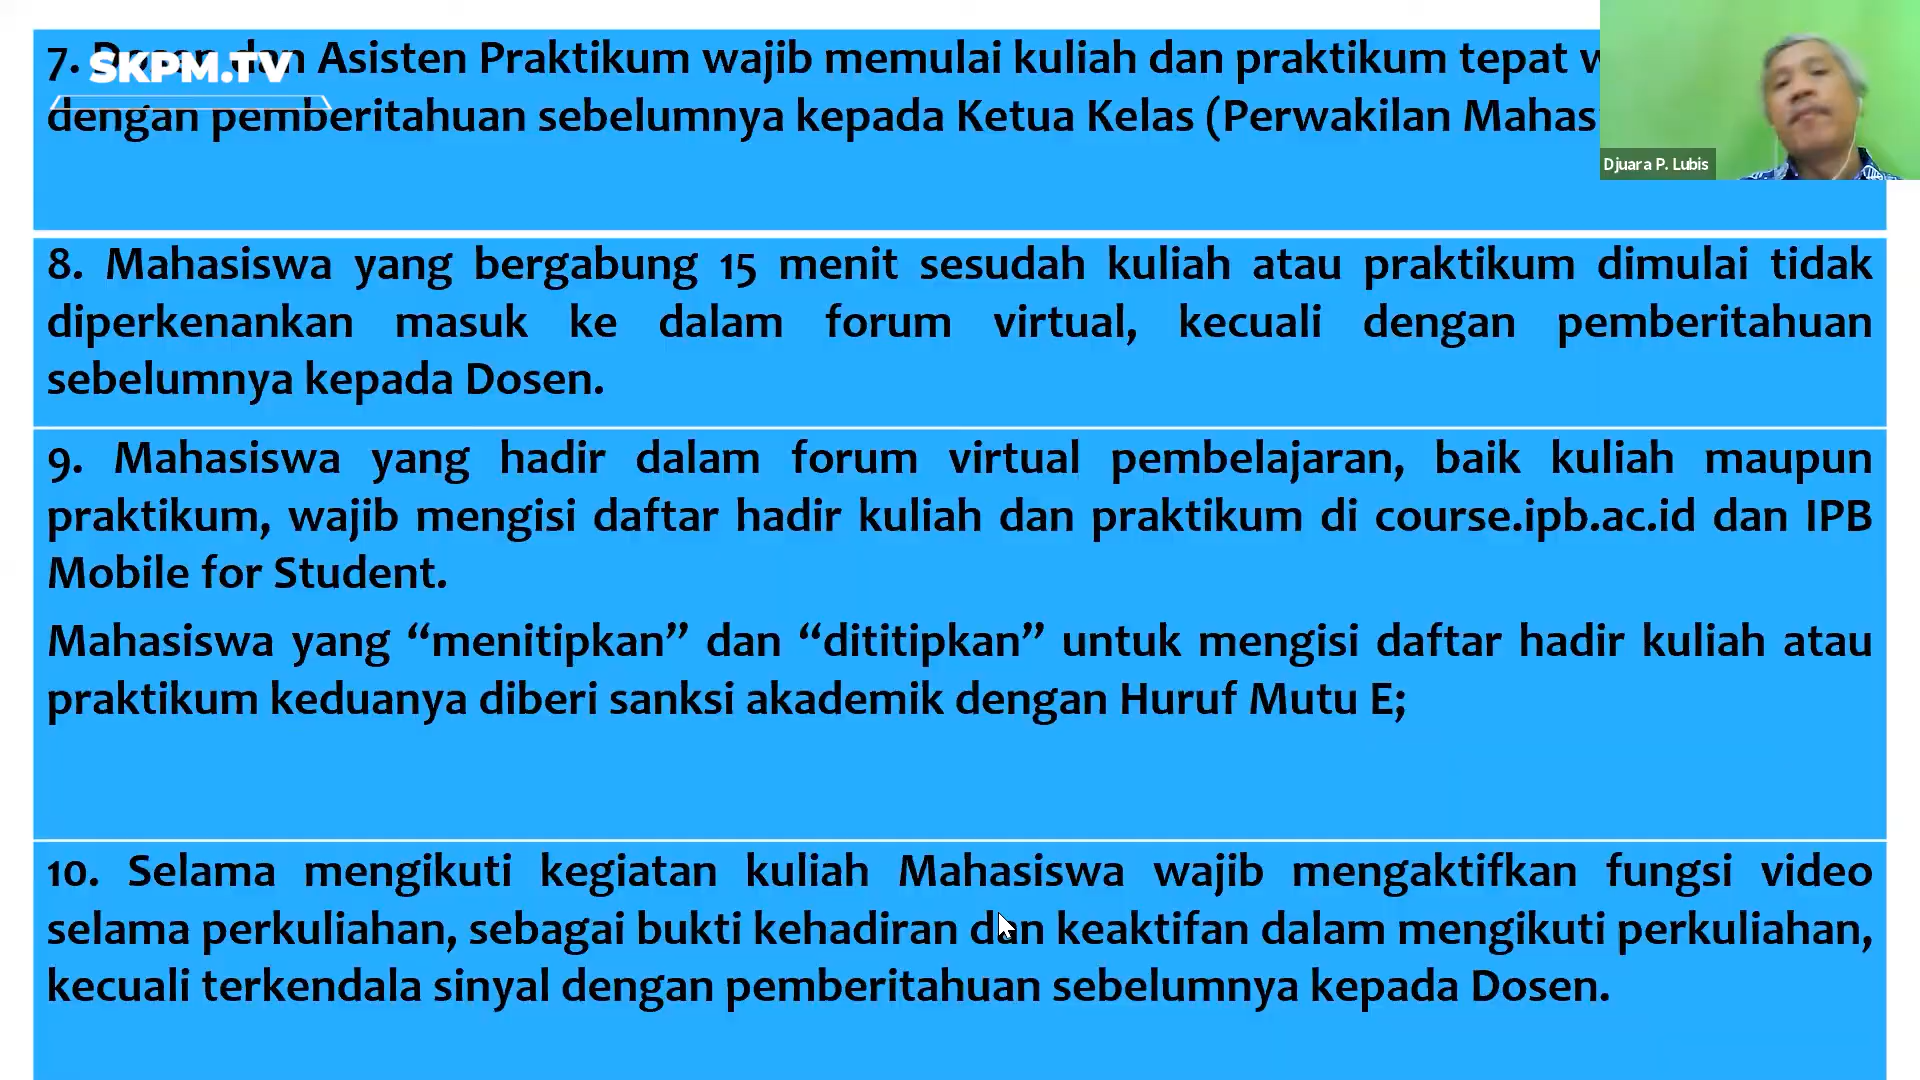 7. Dosen dan Asisten Praktikum wajib memulai kuliah dan praktikum tepat
SKPM.TV
dengan pemberitahuan sebelumnya kepada Ketua Kelas (Perwakilan
Djuara P. Lubis
8. Mahasiswa yang bergabung 15 menit sesudah kuliah atau praktikum dimulai tidak
diperkenankan masuk ke dalam forum virtual, kecuali dengan pemberitahuan
sebelumnya kepada Dosen.
9. Mahasiswa yang hadir dalam forum virtual pembelajaran, baik kuliah maupun
praktikum, wajib mengisi daftar hadir kuliah dan praktikum di course.ipb.ac.id dan IPB
Mobile for Student.
Mahasiswa yang “menitipkan” dan “dititipkan” untuk mengisi daftar hadir kuliah atau
praktikum keduanya diberi sanksi akademik dengan Huruf Mutu E;
10. Selama mengikuti kegiatan kuliah Mahasiswa wajib mengaktifkan fungsi video
selama perkuliahan, sebagai bukti kehadiran dan keaktifan dalam mengikuti perkuliahan,
kecuali terkendala sinyal dengan pemberitahuan sebelumnya kepada Dosen.